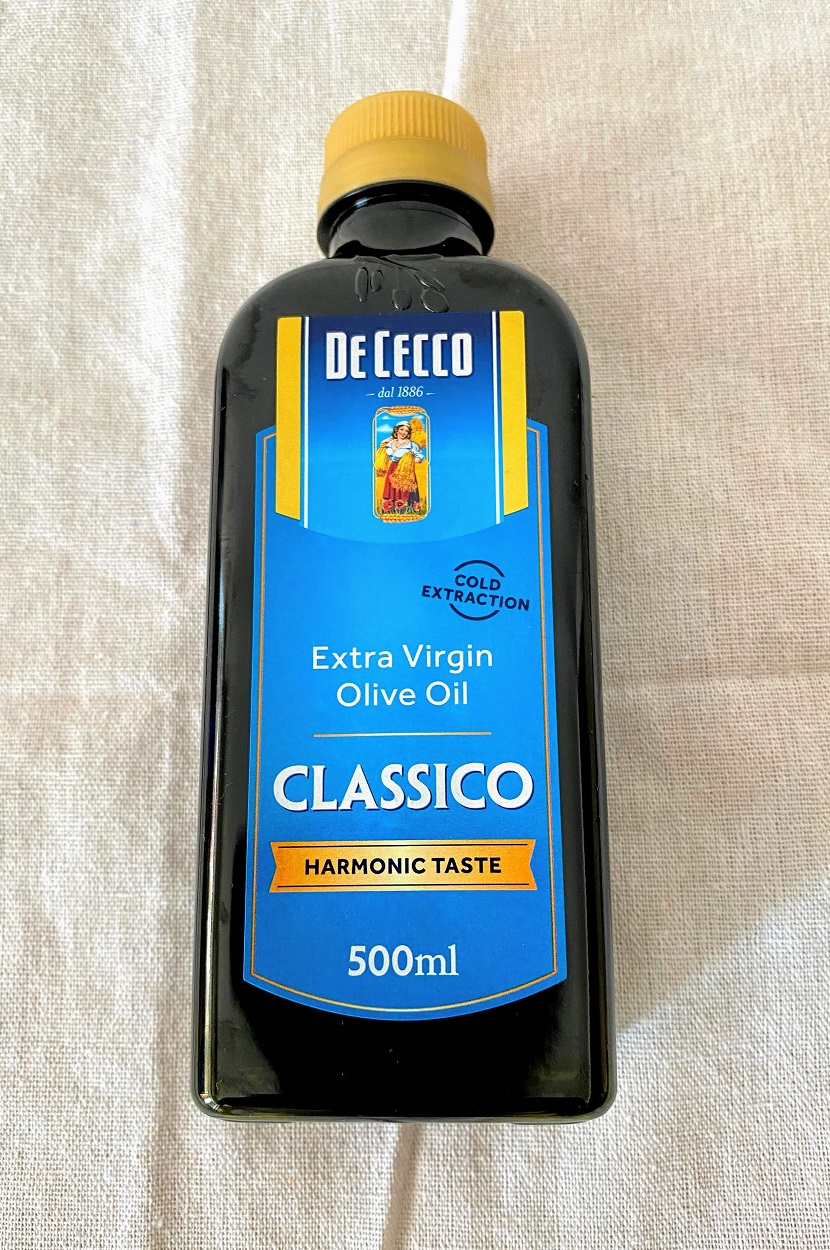 DE CECCO
dal 1886
COLD
EXTRACTION
Extra Virgin
Olive Oil
CLASSICO
HARMONIC TASTE
500ml